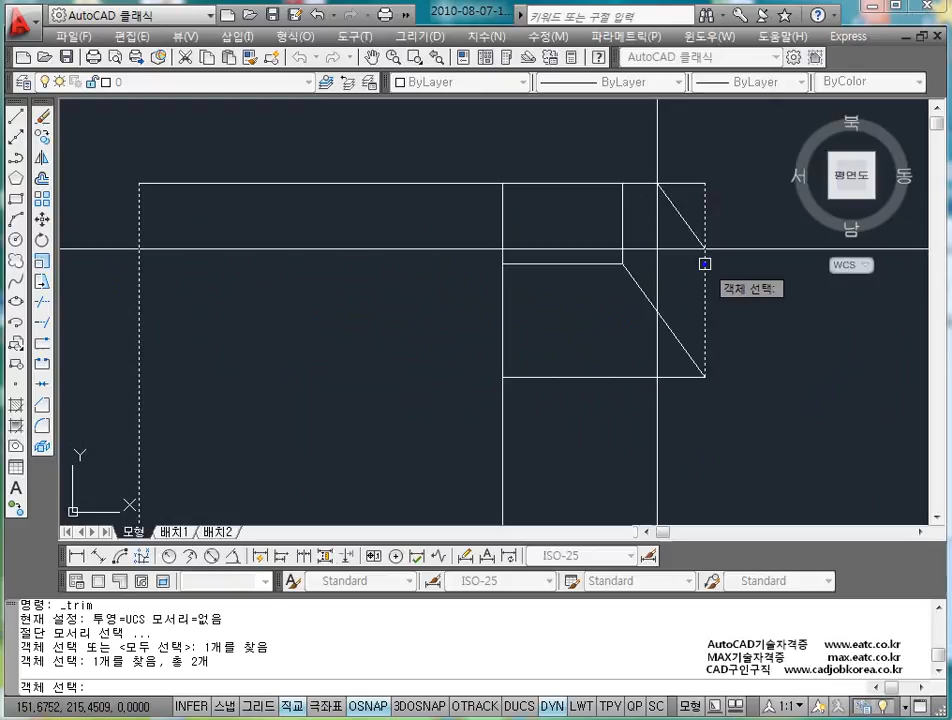 AutoCAD 클래식
2010-08-07-1...
키워드 또는 구절 입력
파일(F) 편집(E) 뷰(V) 삽입(I) 형식(O) 도구(T) 그리기(D) 치수(N) 수정(M) 파라메트릭(P) 윈도우(W) 도움말(H) Express
AutoCAD 클래식
0 ByLayer ByLayer ByLayer ByColor
북
서 평면도 동
남
WCS
객체 선택:
Y
X
모형 배치1 배치2
ISO-25
Standard ISO-25 Standard Standard
명령: _trim
현재 설정: 투영=UCS 모서리=없음
절단 모서리 선택 ...
객체 선택 또는 <모두 선택>: 1개를 찾음
객체 선택: 1개를 찾음, 총 2개
객체 선택:
AutoCAD기술자격증 www.eatc.co.kr
MAX기술자격증 max.eatc.co.kr
CAD구인구직 www.cadjobkorea.co.kr
151,6752, 215,4509, 0,0000 INFER 스냅 그리드 직교 극좌표 OSNAP 3DOSNAP OTRACK DUCS DYN LWT TPY QP SC 모형 1:1